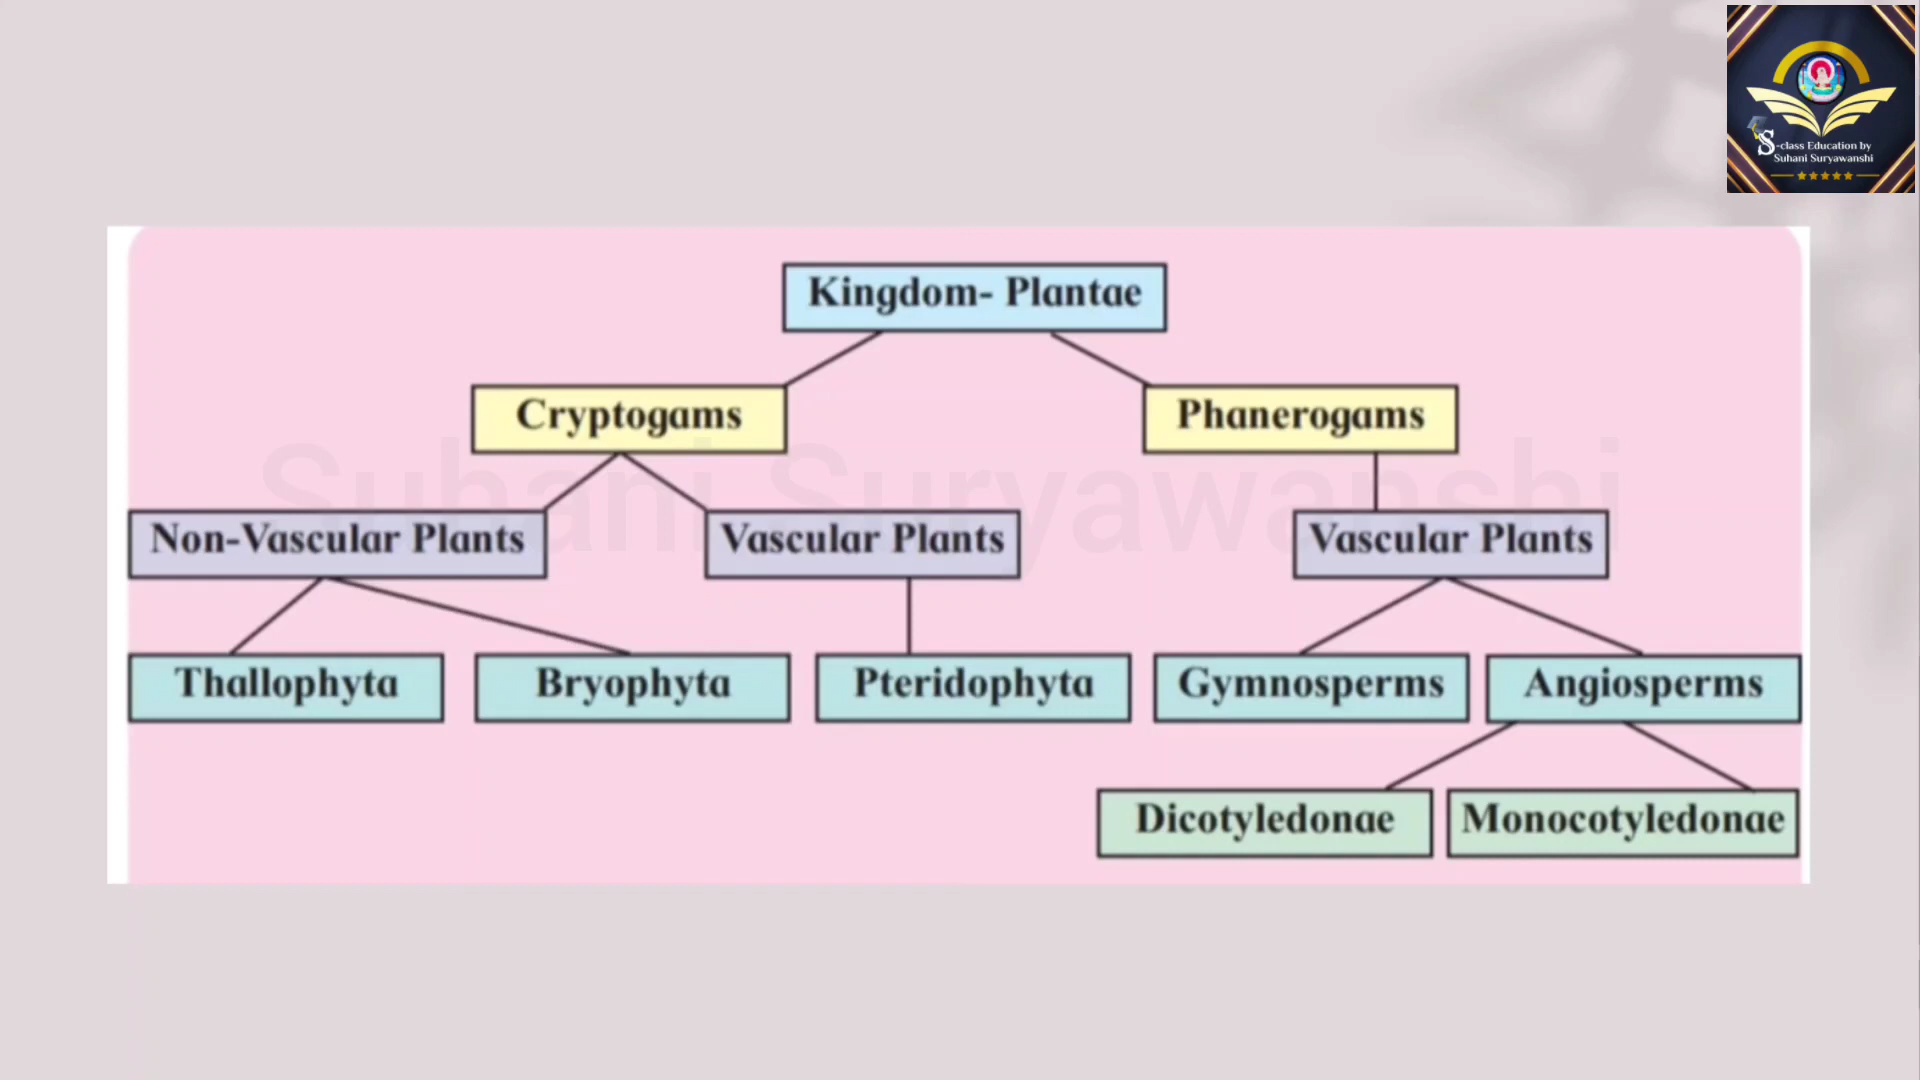 S-class Education by
Suhani Suryawanshi
Kingdom- Plantae
Cryptogams
Phanerogams
Suhani Suryawanshi
Non-Vascular Plants
Vascular Plants
Vascular Plants
Thallophyta
Bryophyta
Pteridophyta
Gymnosperms
Angiosperms
Dicotyledonae
Monocotyledonae